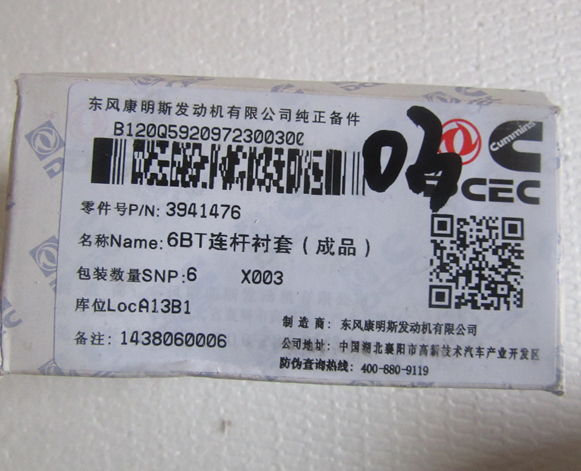 东风康明斯发动机有限公司纯正备件
B120Q5920972300300
Cummins
DCEC
零件号P/N: 3941476
名称Name: 6BT连杆衬套（成品）
包装数量SNP: 6 X003
库位LocA13B1
备注: 1438060006
制造商: 东风康明斯发动机有限公司
公司地址: 中国湖北襄阳市高新技术汽车产业开发区
防伪查询热线: 400-880-9119